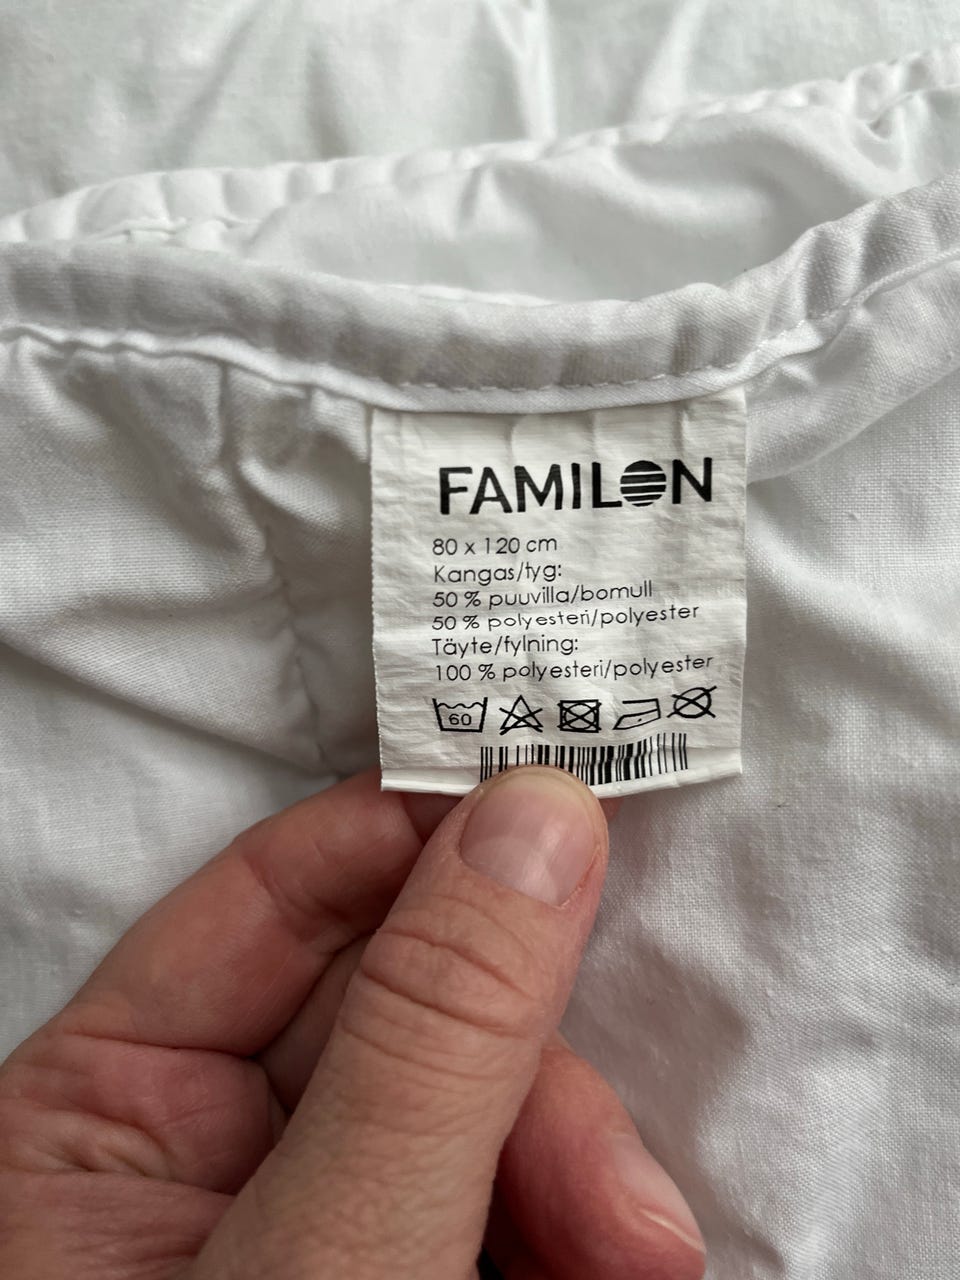 FAMILON
80 x 120 cm
Kangas/tyg:
50 % puuvilla/bomull
50 % polyesteri/polyester
Täyte/fylning:
100 % polyesteri/polyester
60